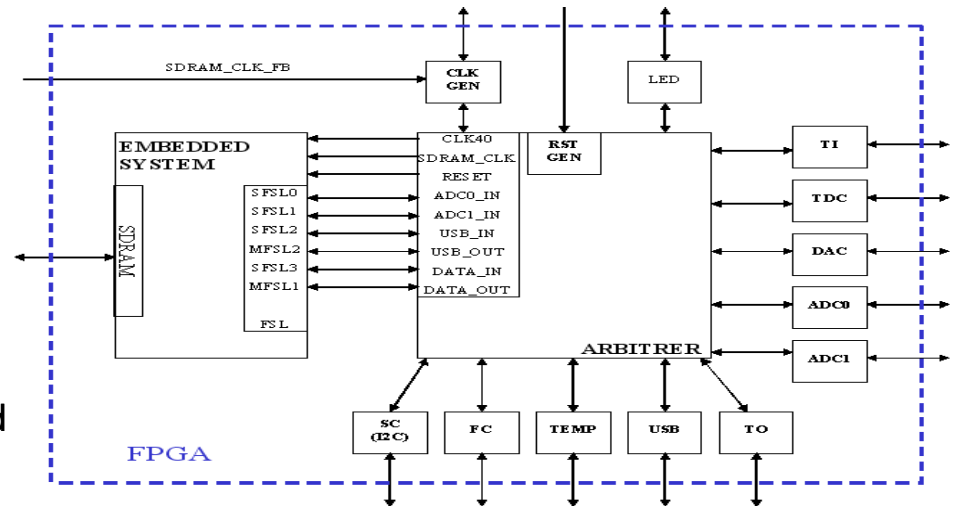 SDRAM_CLK_FB
CLK
GEN
LED
EMBEDDED
SYSTEM
SDRAM
SFSL0
SFSL1
SFSL2
MFSL2
SFSL3
MFSL1
FSL
CLK40
SDRAM_CLK
RESET
ADC0_IN
ADC1_IN
USB_IN
USB_OUT
DATA_IN
DATA_OUT
RST
GEN
ARBITRER
TI
TDC
DAC
ADC0
ADC1
SC
(I2C)
FC
TEMP
USB
TO
FPGA